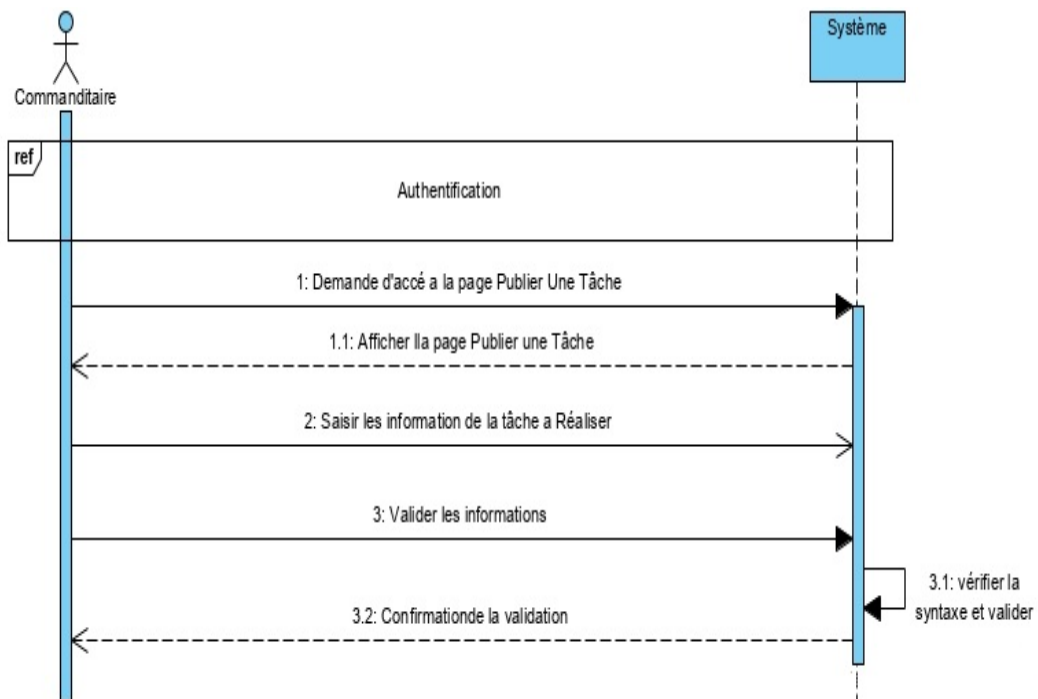 Commanditaire
Système
ref
Authentification
1: Demande d'accé a la page Publier Une Tâche
1.1: Afficher lla page Publier une Tâche
2: Saisir les information de la tâche a Réaliser
3: Valider les informations
3.1: vérifier la
syntaxe et valider
3.2: Confirmationde la validation